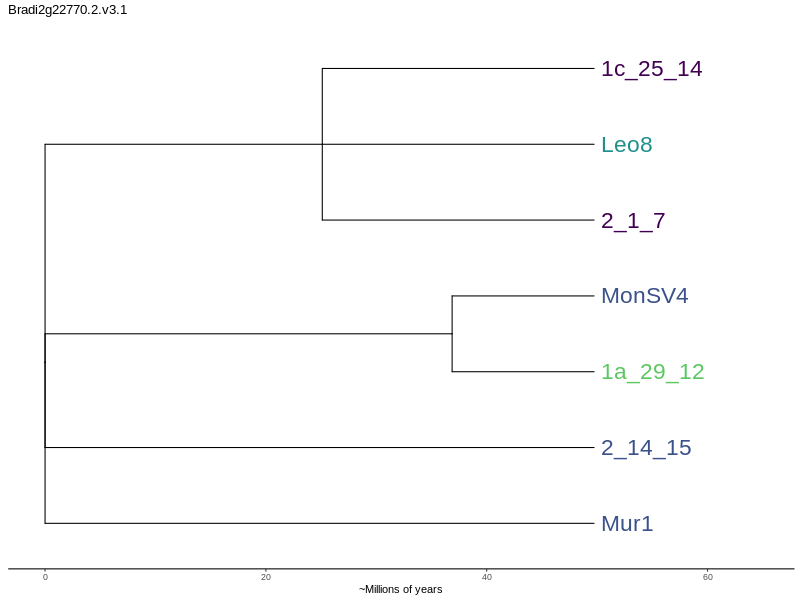 Bradi2g22770.2.v3.1
1c_25_14
Leo8
2_1_7
MonSV4
1a_29_12
2_14_15
Mur1
0 20 40 60
~Millions of years